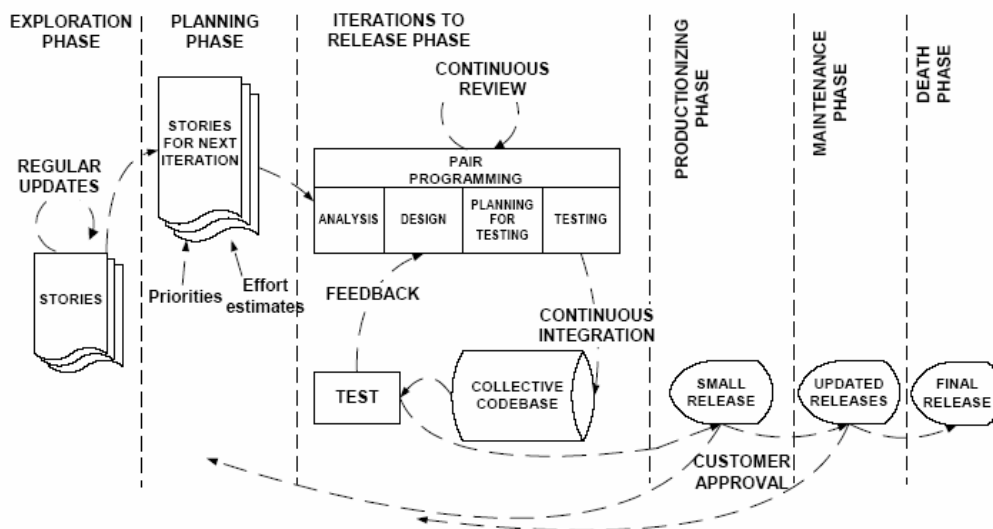 EXPLORATION
PHASE
PLANNING
PHASE
ITERATIONS TO
RELEASE PHASE
PRODUCTIONIZING
PHASE
MAINTENANCE
PHASE
DEATH
PHASE
REGULAR
UPDATES
STORIES
STORIES
FOR NEXT
ITERATION
Priorities
Effort
estimates
CONTINUOUS
REVIEW
PAIR
PROGRAMMING
ANALYSIS
DESIGN
PLANNING
FOR
TESTING
TESTING
FEEDBACK
CONTINUOUS
INTEGRATION
TEST
COLLECTIVE
CODEBASE
SMALL
RELEASE
UPDATED
RELEASES
FINAL
RELEASE
CUSTOMER
APPROVAL